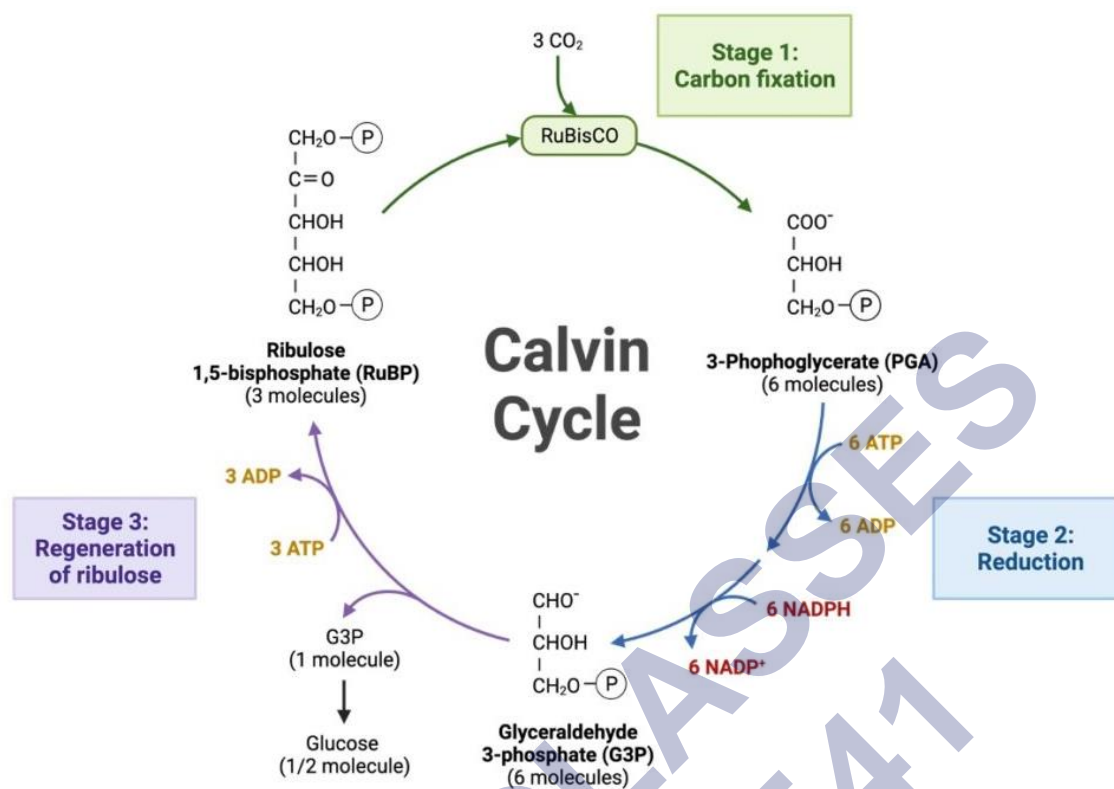 3 CO₂
Stage 1:
Carbon fixation
RuBisCO
CH₂O–P
C=O
CHOH
CHOH
CH₂O–P
Ribulose
1,5-bisphosphate (RuBP)
(3 molecules)
COO⁻
CHOH
CH₂O–P
3-Phophoglycerate (PGA)
(6 molecules)
Calvin
Cycle
6 ATP
6 ADP
Stage 2:
Reduction
6 NADPH
6 NADP⁺
CHO⁻
CHOH
CH₂O–P
Glyceraldehyde
3-phosphate (G3P)
(6 molecules)
3 ADP
3 ATP
Stage 3:
Regeneration
of ribulose
G3P
(1 molecule)
Glucose
(1/2 molecule)